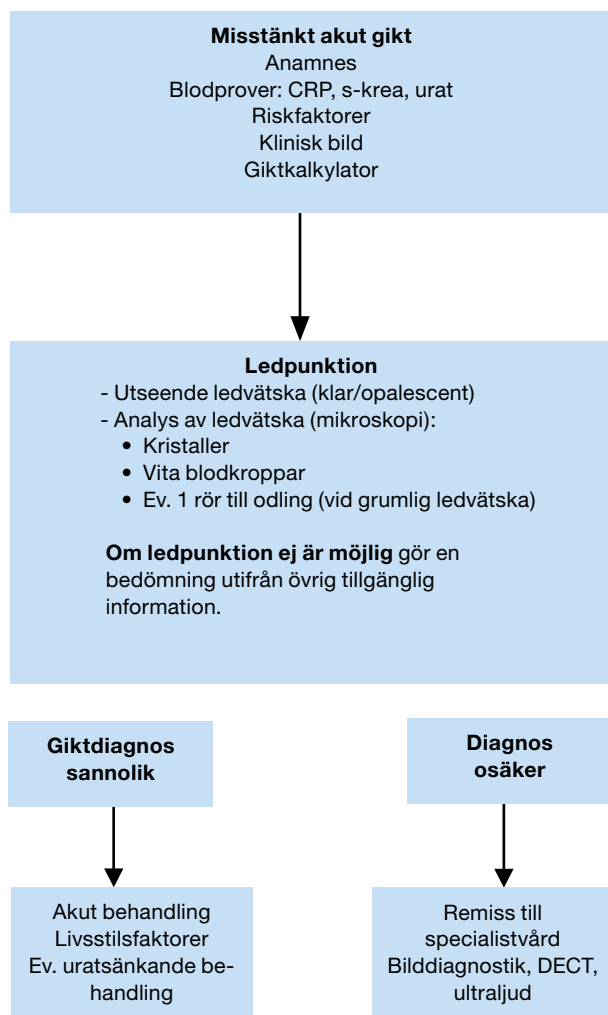 Misstänkt akut gikt
Anamnes
Blodprover: CRP, s-krea, urat
Riskfaktorer
Klinisk bild
Giktkalkylator
Ledpunktion
- Utseende ledvätska (klar/opalescent)
- Analys av ledvätska (mikroskopi):
• Kristaller
• Vita blodkroppar
• Ev. 1 rör till odling (vid grumlig ledvätska)
Om ledpunktion ej är möjlig gör en
bedömning utifrån övrig tillgänglig
information.
Giktdiagnos
sannolik
Diagnos
osäker
Akut behandling
Livsstilsfaktorer
Ev. uratsänkande be-
handling
Remiss till
specialistvård
Bilddiagnostik, DECT,
ultraljud